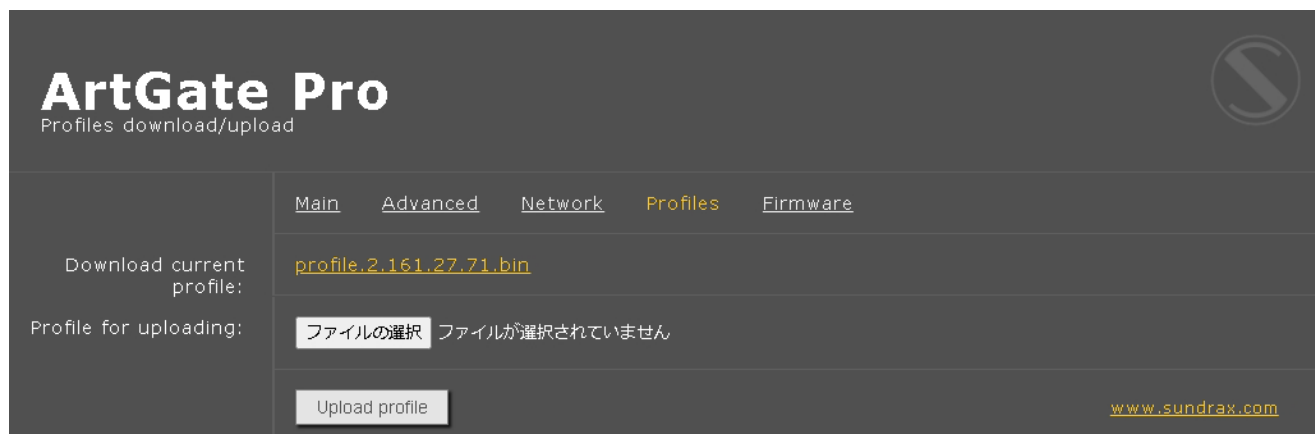 ArtGate Pro
Profiles download/upload
Main Advanced Network Profiles Firmware
Download current
profile:
profile.2.161.27.71.bin
Profile for uploading:
ファイルの選択 ファイルが選択されていません
Upload profile
www.sundrax.com